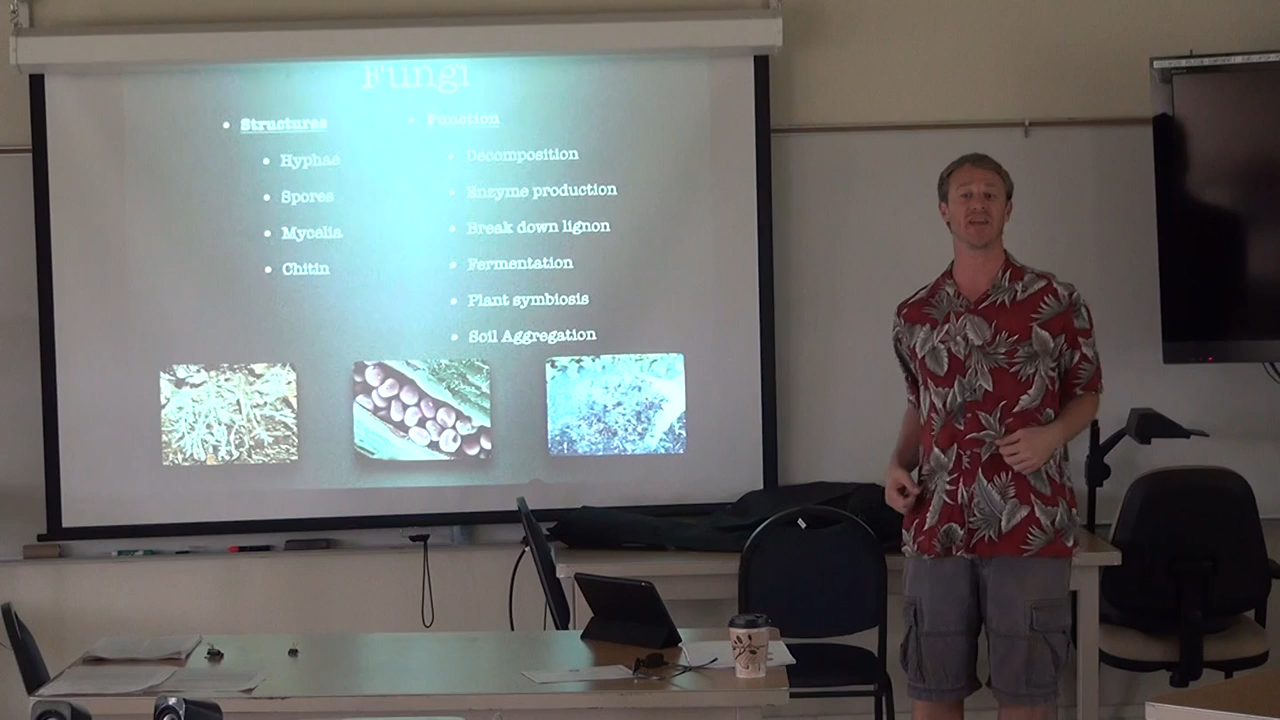 Fungi
Structures
Hyphae
Spores
Mycelia
Chitin
Function
Decomposition
Enzyme production
Break down lignon
Fermentation
Plant symbiosis
Soil Aggregation